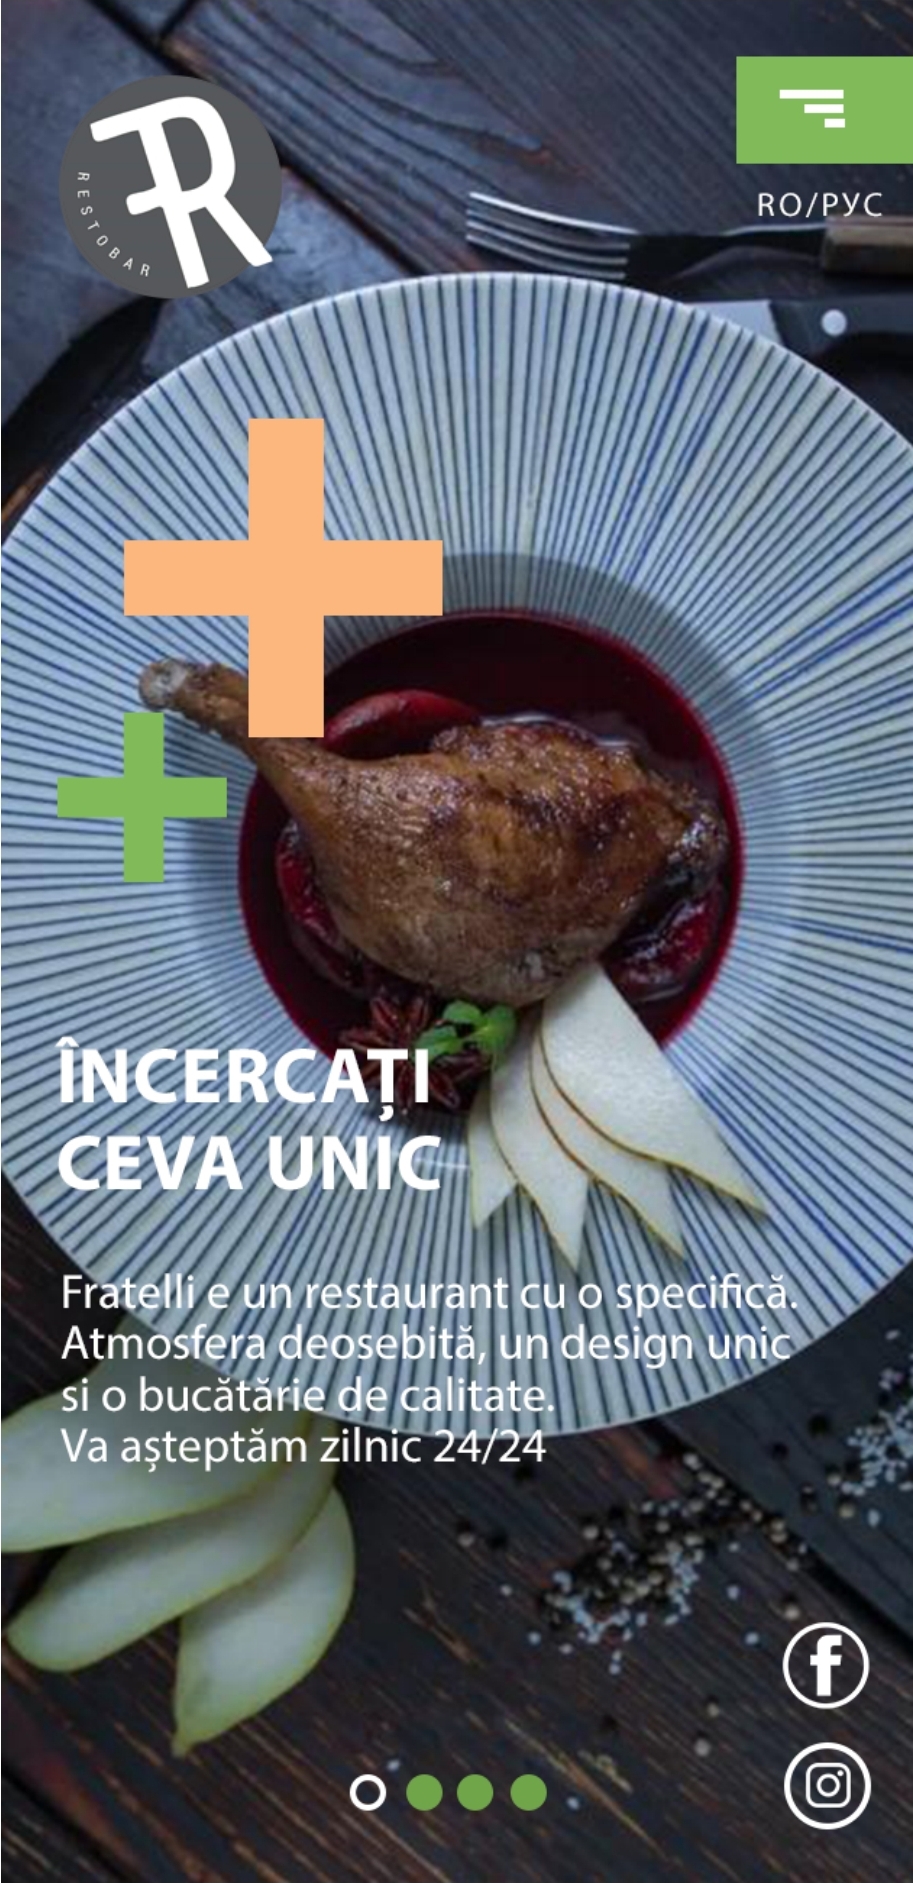 RESTOBAR
RO/РУС
ÎNCERCAȚI
CEVA UNIC
Fratelli e un restaurant cu o specifică.
Atmosfera deosebită, un design unic
si o bucătărie de calitate.
Va așteptăm zilnic 24/24